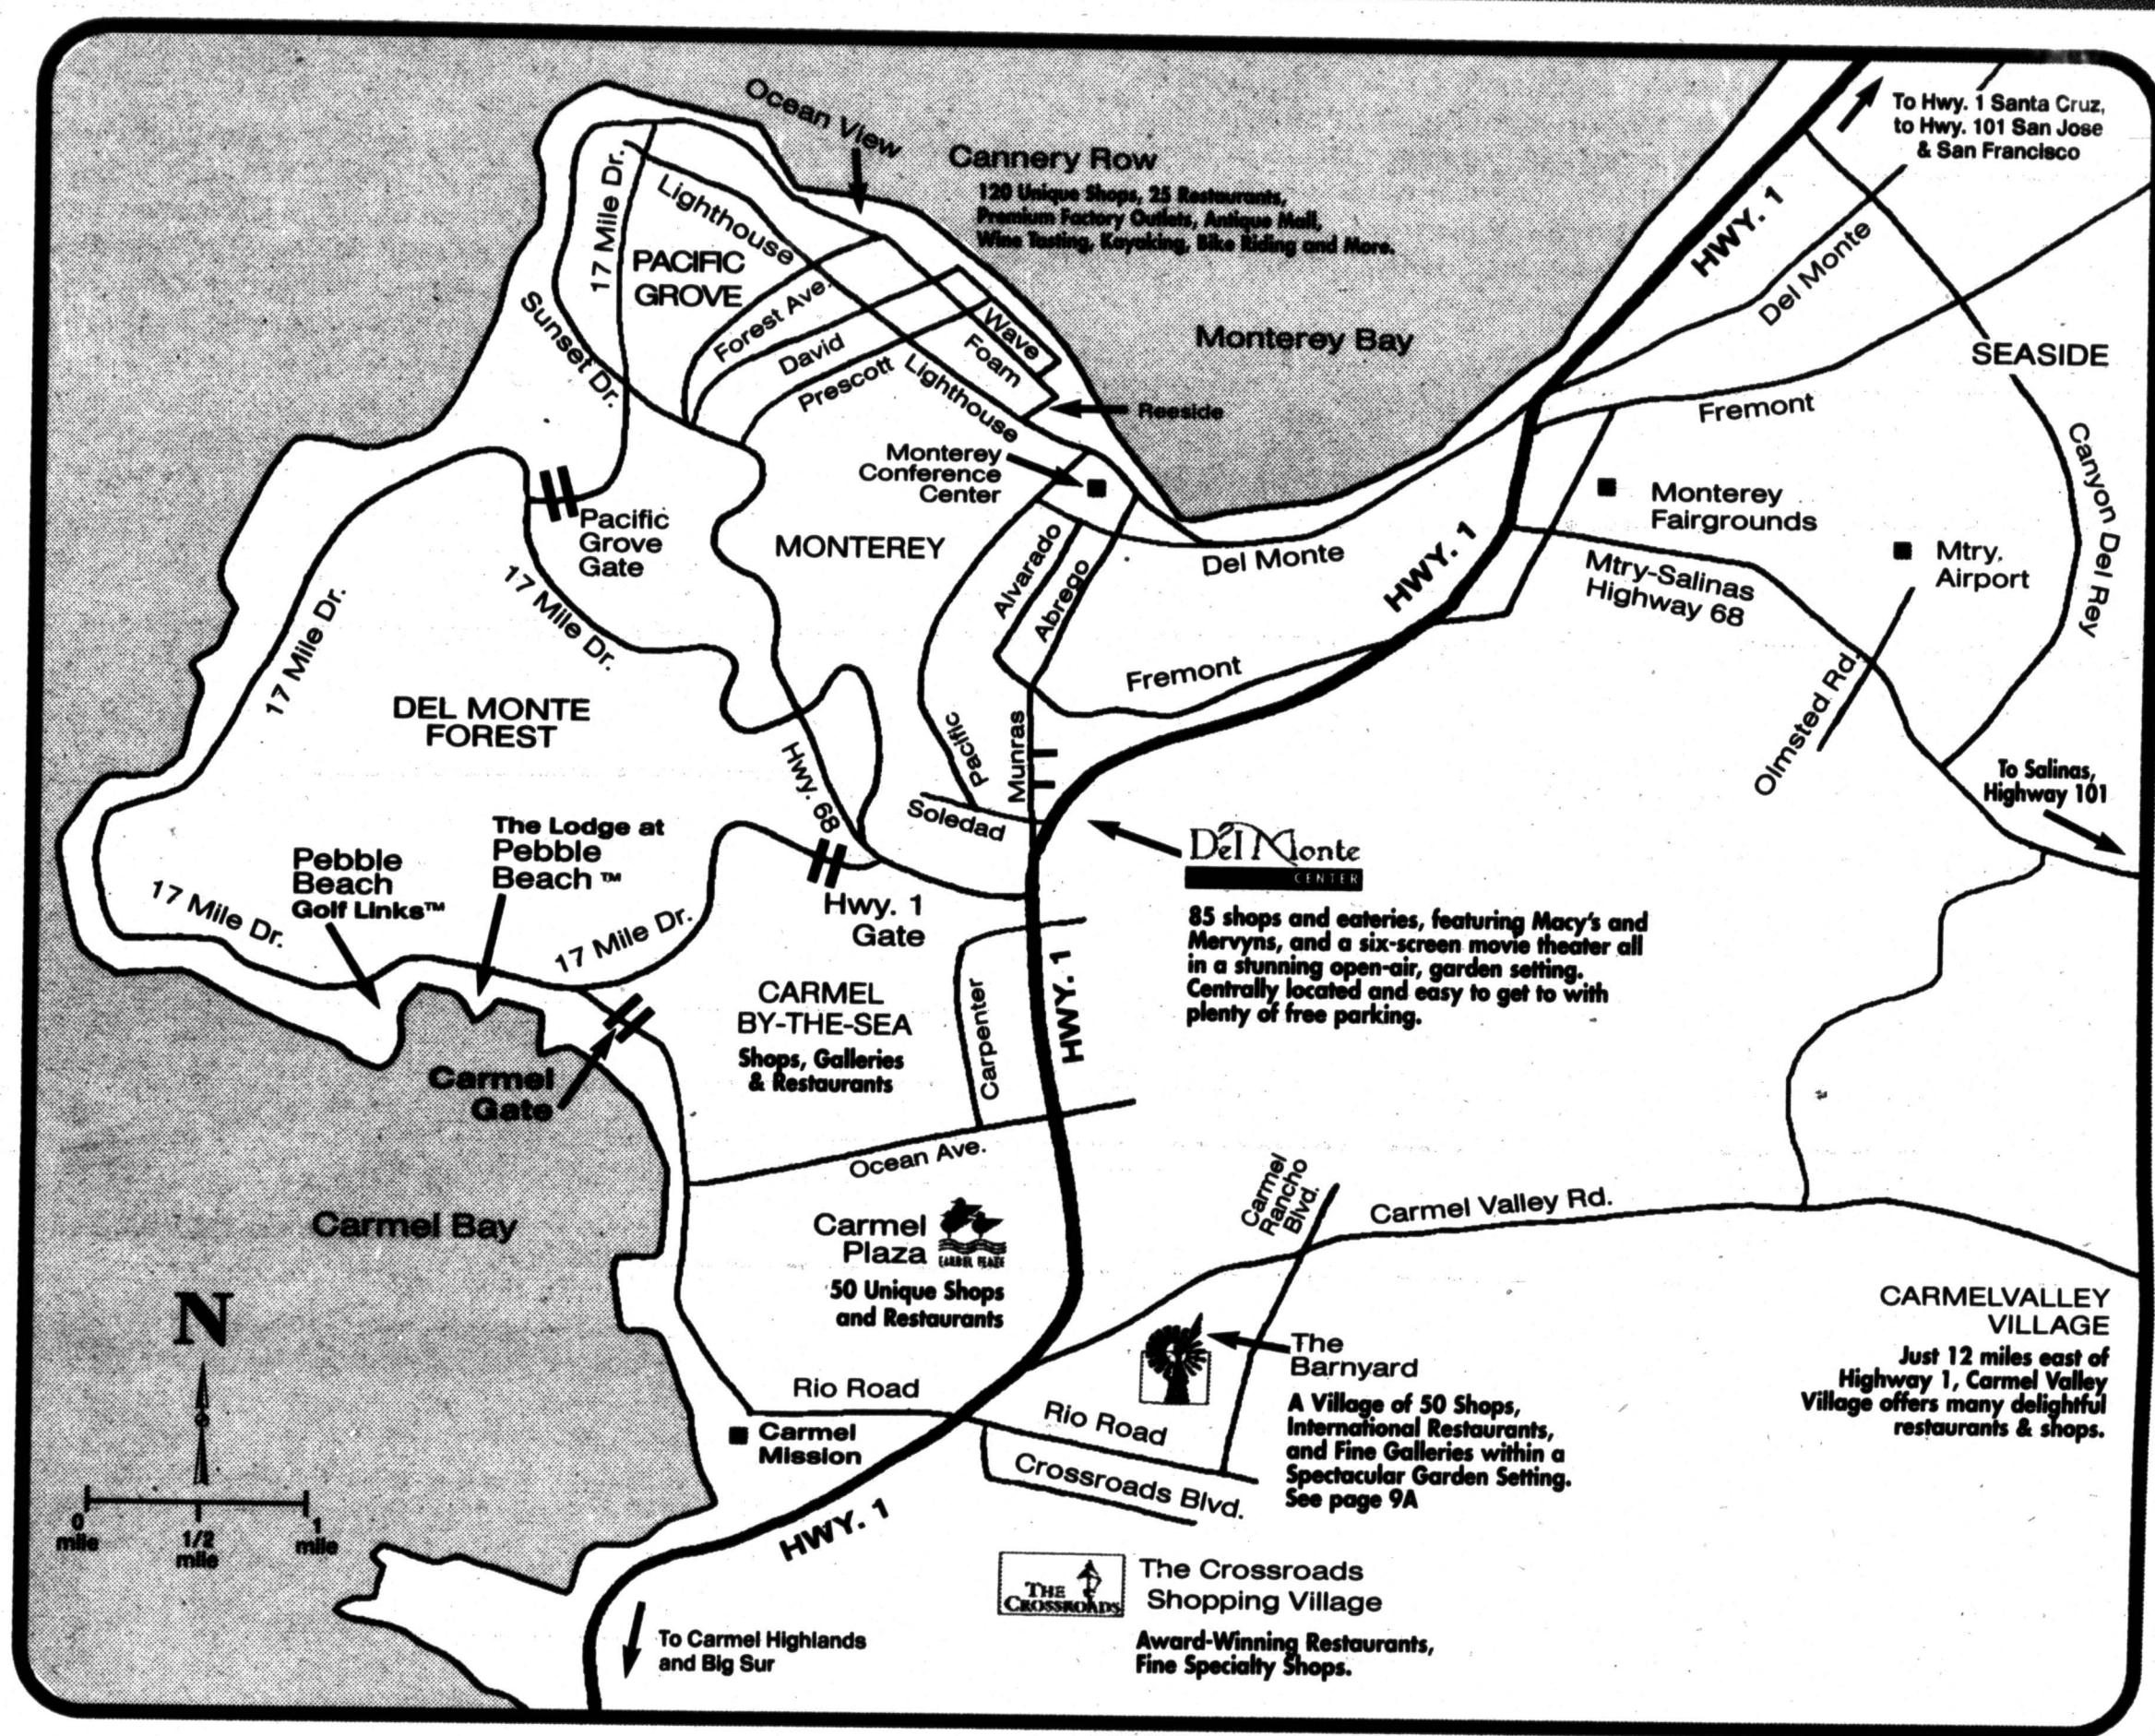 To Hwy. 1 Santa Cruz,
to Hwy. 101 San Jose
& San Francisco
Ocean View
Cannery Row
120 Unique Shops, 25 Restaurants,
Premium Factory Outlets, Antique Mall,
Wine Tasting, Kayaking, Bike Riding and More.
17 Mile Dr.
Lighthouse
PACIFIC
GROVE
HWY. 1
Del Monte
Sunset Dr.
Forest Ave.
David
Prescott
Lighthouse
Wave
Foam
Monterey Bay
SEASIDE
Reeside
Fremont
Monterey
Conference
Center
Canyon Del Rey
Monterey
Fairgrounds
Pacific
Grove
Gate
MONTEREY
Alvarado
Abrego
Del Monte
HWY. 1
Mtry-Salinas
Highway 68
Mtry.
Airport
17 Mile Dr.
17 Mile Dr.
Fremont
Olmsted Rd.
DEL MONTE
FOREST
Hwy. 68
Pacific
Munras
Soledad
To Salinas,
Highway 101
The Lodge at
Pebble
Beach ™
Pebble
Beach
Golf Links™
17 Mile Dr.
17 Mile Dr.
Hwy. 1
Gate
Del Monte
CENTER
85 shops and eateries, featuring Macy's and
Mervyns, and a six-screen movie theater all
in a stunning open-air, garden setting.
Centrally located and easy to get to with
plenty of free parking.
CARMEL
BY-THE-SEA
Shops, Galleries
& Restaurants
Carpenter
HWY. 1
Carmel
Gate
Ocean Ave.
Carmel Bay
Carmel
Plaza
CARMEL PLAZA
50 Unique Shops
and Restaurants
Carmel
Rancho
Blvd.
Carmel Valley Rd.
CARMELVALLEY
VILLAGE
Just 12 miles east of
Highway 1, Carmel Valley
Village offers many delightful
restaurants & shops.
N
The
Barnyard
A Village of 50 Shops,
International Restaurants,
and Fine Galleries within a
Spectacular Garden Setting.
See page 9A
Rio Road
Carmel
Mission
Rio Road
Crossroads Blvd.
0
mile
1/2
mile
1
mile
HWY. 1
THE
CROSSROADS
The Crossroads
Shopping Village
Award-Winning Restaurants,
Fine Specialty Shops.
To Carmel Highlands
and Big Sur